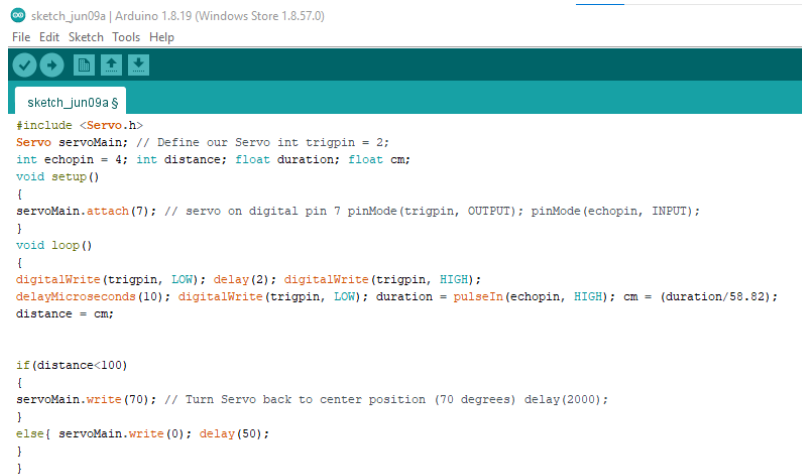 sketch_jun09a | Arduino 1.8.19 (Windows Store 1.8.57.0)
File Edit Sketch Tools Help
sketch_jun09a §
#include <Servo.h>
Servo servoMain; // Define our Servo int trigpin = 2;
int echopin = 4; int distance; float duration; float cm;
void setup()
{
servoMain.attach(7); // servo on digital pin 7 pinMode(trigpin, OUTPUT); pinMode(echopin, INPUT);
}
void loop()
{
digitalWrite(trigpin, LOW); delay(2); digitalWrite(trigpin, HIGH);
delayMicroseconds(10); digitalWrite(trigpin, LOW); duration = pulseIn(echopin, HIGH); cm = (duration/58.82);
distance = cm;
if(distance<100)
{
servoMain.write(70); // Turn Servo back to center position (70 degrees) delay(2000);
}
else{ servoMain.write(0); delay(50);
}
}